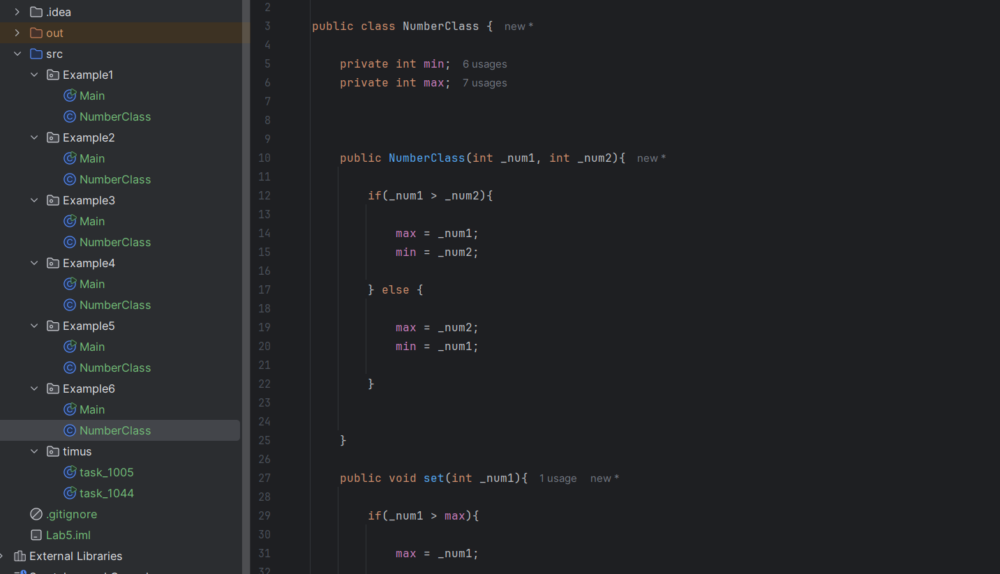 .idea
out
src
Example1
Main
NumberClass
Example2
Main
NumberClass
Example3
Main
NumberClass
Example4
Main
NumberClass
Example5
Main
NumberClass
Example6
Main
NumberClass
timus
task_1005
task_1044
.gitignore
Lab5.iml
External Libraries
2
3 public class NumberClass { new *
4
5 private int min; 6 usages
6 private int max; 7 usages
7
8
9
10 public NumberClass(int _num1, int _num2){ new *
11
12 if(_num1 > _num2){
13
14 max = _num1;
15 min = _num2;
16
17 } else {
18
19 max = _num2;
20 min = _num1;
21
22 }
23
24
25 }
26
27 public void set(int _num1){ 1 usage new *
28
29 if(_num1 > max){
30
31 max = _num1;
32